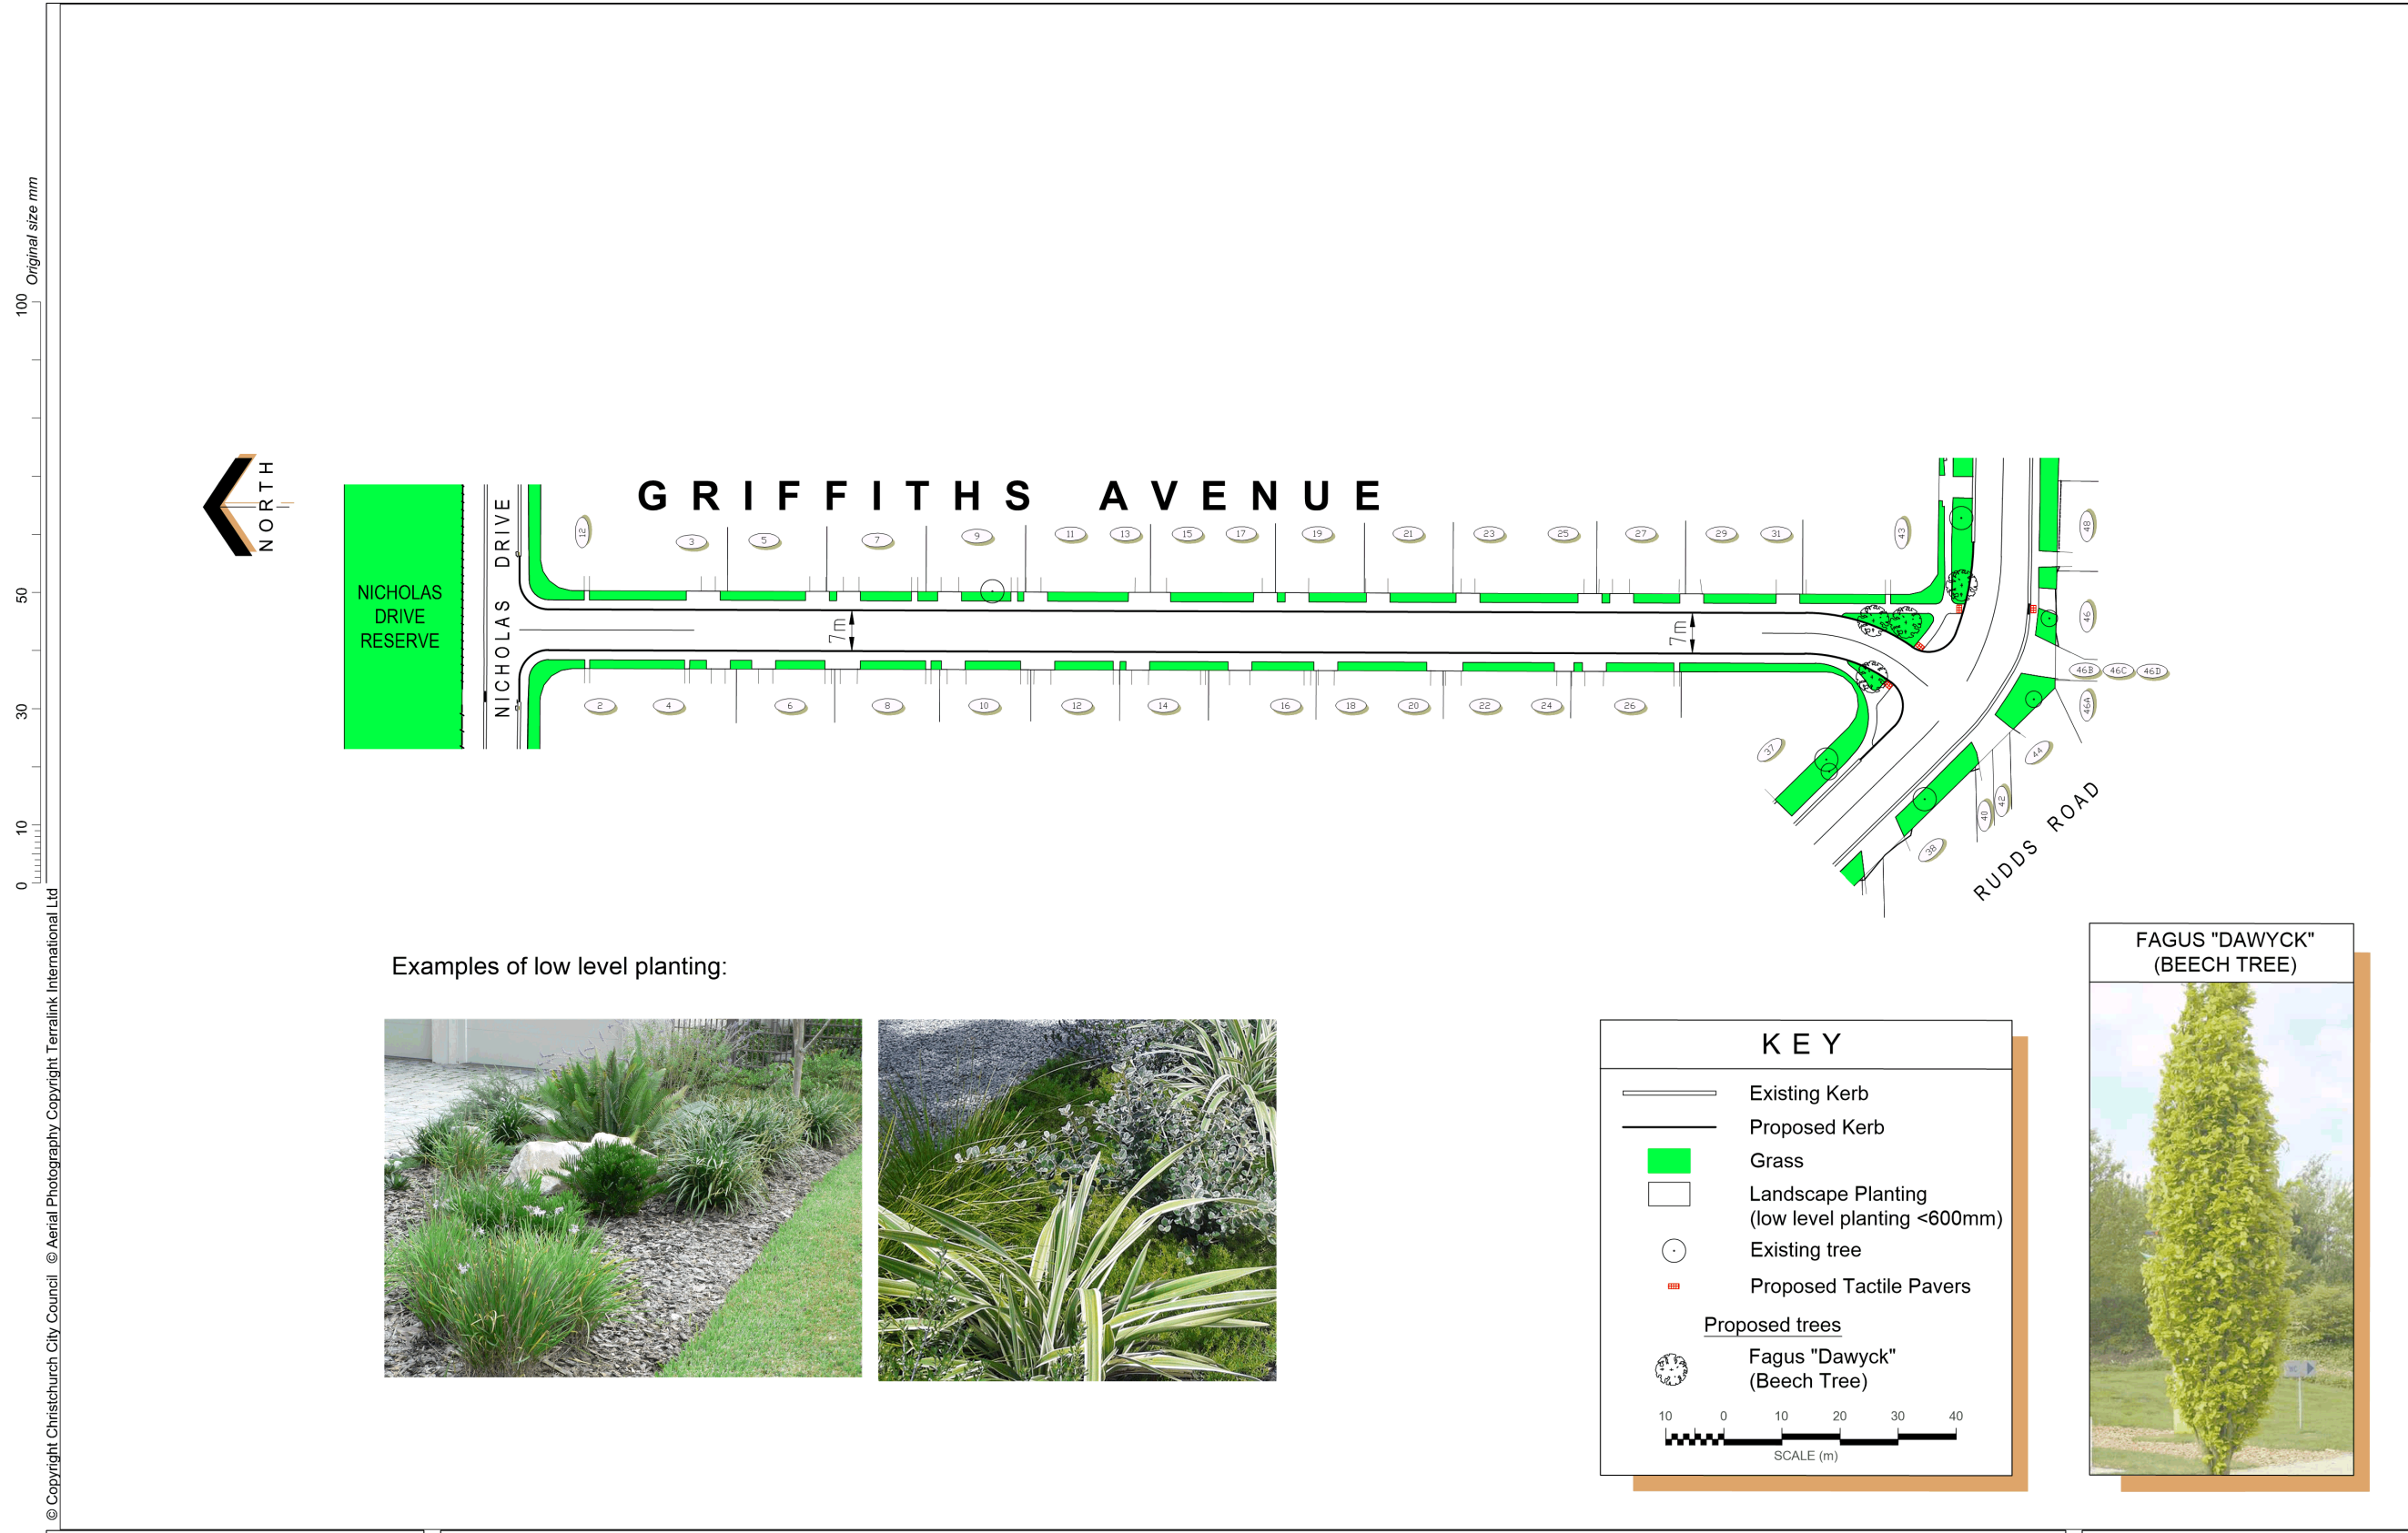 Original size mm
100
50
30
10
0
© Copyright Christchurch City Council © Aerial Photography Copyright Terralink International Ltd
NORTH
GRIFFITHS AVENUE
NICHOLAS DRIVE
NICHOLAS
DRIVE
RESERVE
12
3
5
7
9
11
13
15
17
19
21
23
25
27
29
31
43
48
46
46B
46C
46D
46A
44
42
40
38
37
7m
7m
2
4
6
8
10
12
14
16
18
20
22
24
26
RUDDS ROAD
Examples of low level planting:
KEY
Existing Kerb
Proposed Kerb
Grass
Landscape Planting
(low level planting <600mm)
Existing tree
Proposed Tactile Pavers
Proposed trees
Fagus "Dawyck"
(Beech Tree)
10 0 10 20 30 40
SCALE (m)
FAGUS "DAWYCK"
(BEECH TREE)